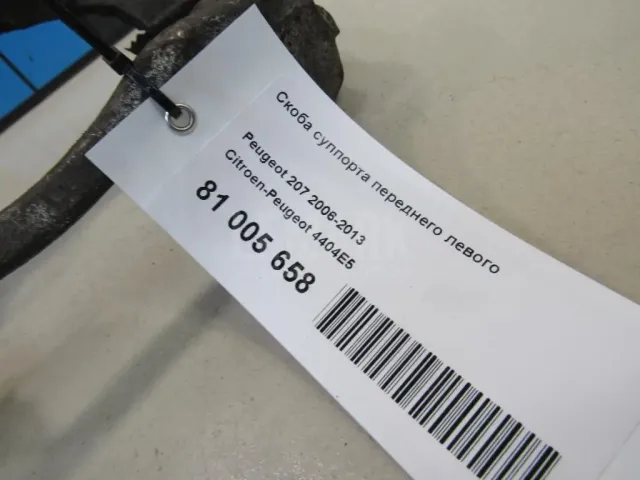 Скоба суппорта переднего левого
Peugeot 207 2006-2013
Citroen-Peugeot 4404E5
81 005 658